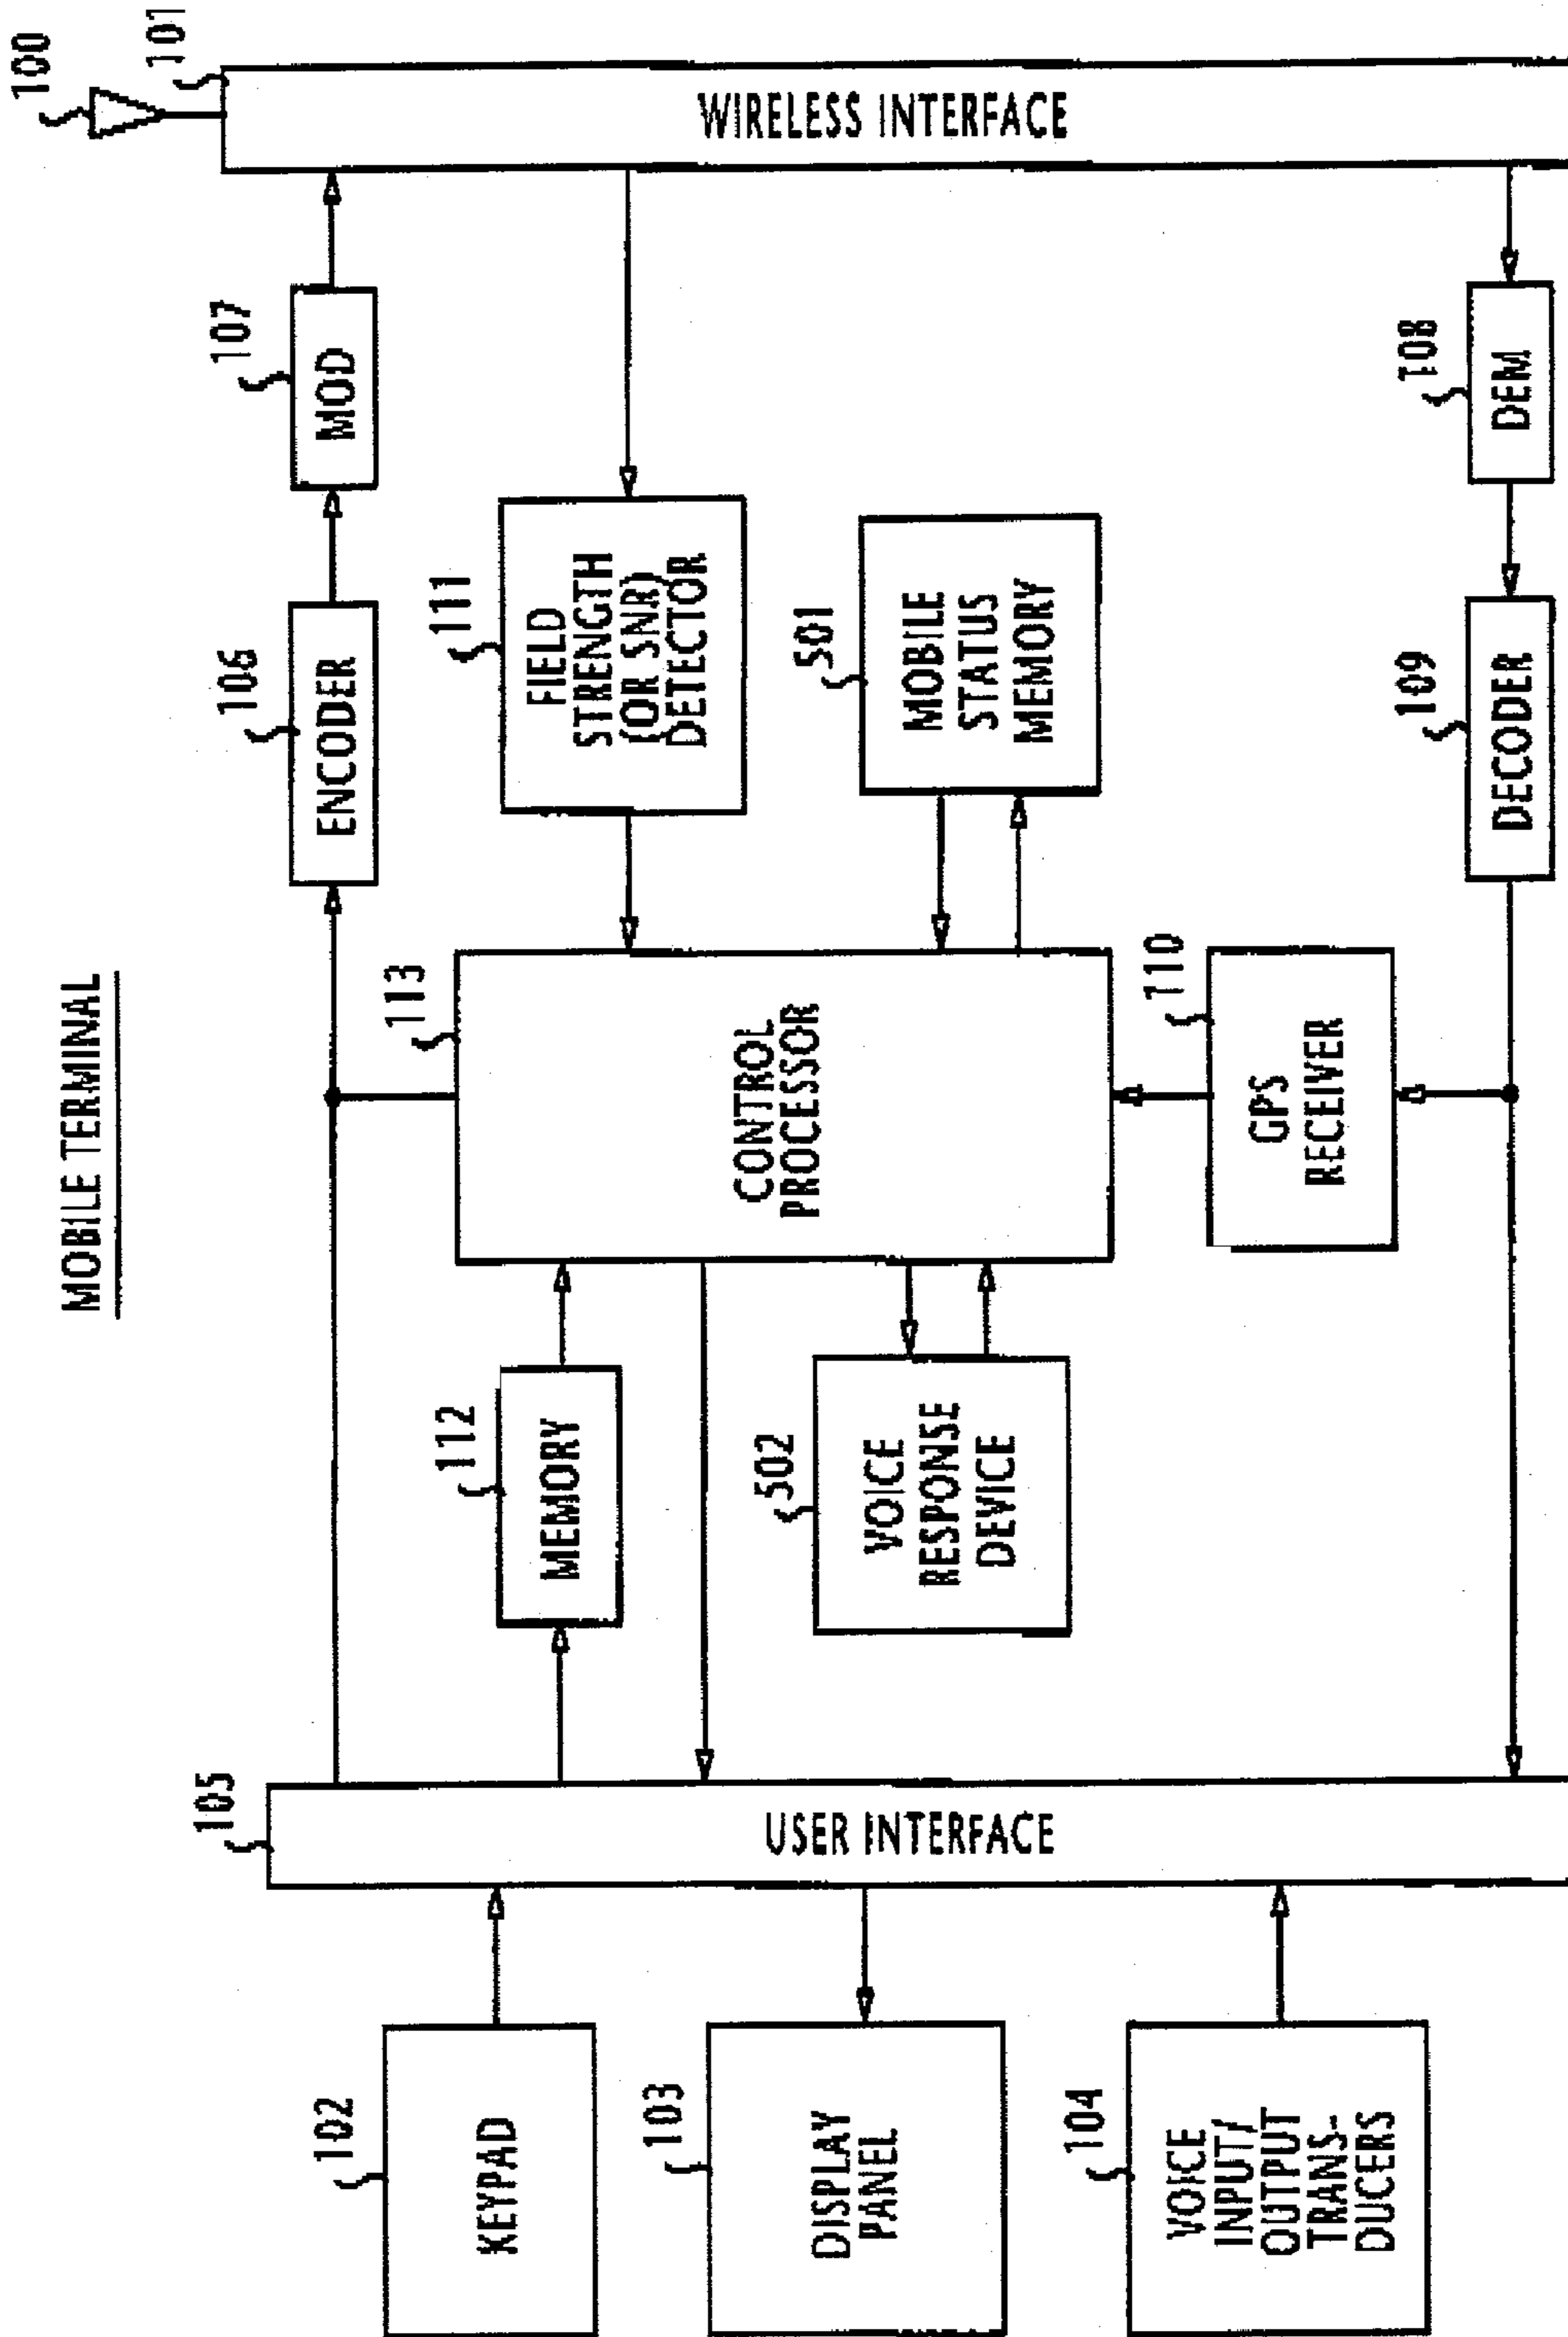 MOBILE TERMINAL
100
101
WIRELESS INTERFACE
102
KEYPAD
103
DISPLAY
PANEL
104
VOICE
INPUT/
OUTPUT
TRANS-
DUCERS
105
USER INTERFACE
106
ENCODER
107
MOD
112
MEMORY
113
CONTROL
PROCESSOR
111
FIELD
STRENGTH
(OR SNR)
DETECTOR
502
VOICE
RESPONSE
DEVICE
501
MOBILE
STATUS
MEMORY
110
GPS
RECEIVER
109
DECODER
108
DEM